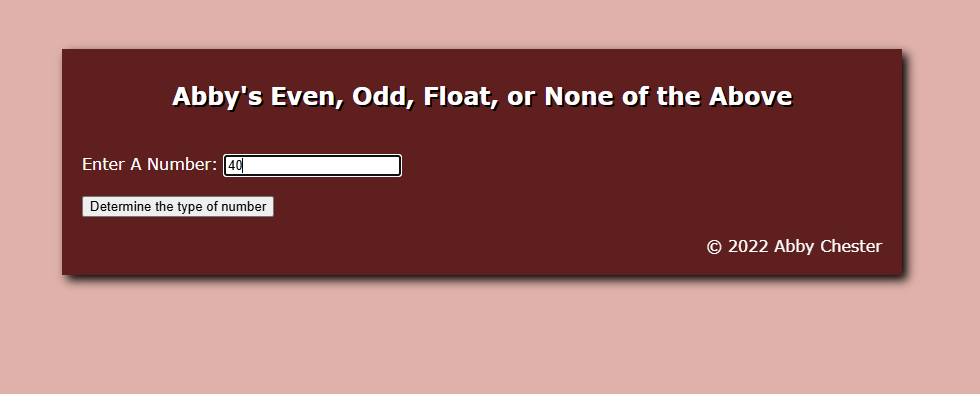 Abby's Even, Odd, Float, or None of the Above
Enter A Number: 40
Determine the type of number
© 2022 Abby Chester